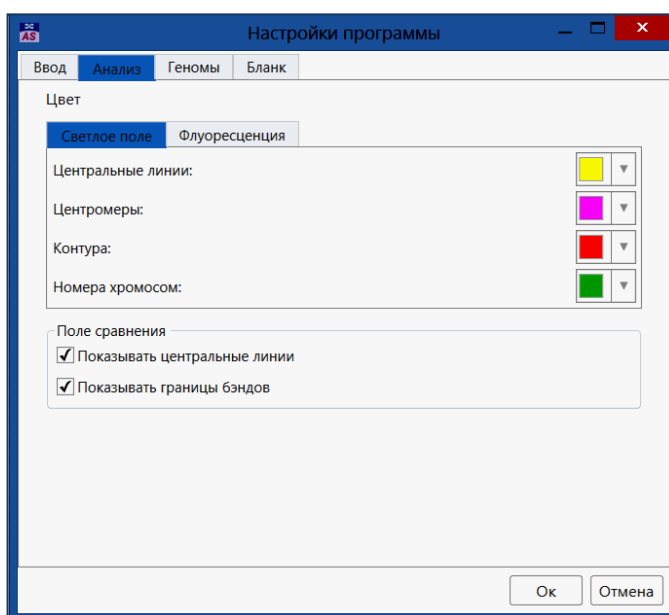 AS
Настройки программы
Ввод Анализ Геномы Бланк
Цвет
Светлое поле Флуоресценция
Центральные линии:
Центромеры:
Контура:
Номера хромосом:
Поле сравнения
Показывать центральные линии
Показывать границы бэндов
Ок Отмена